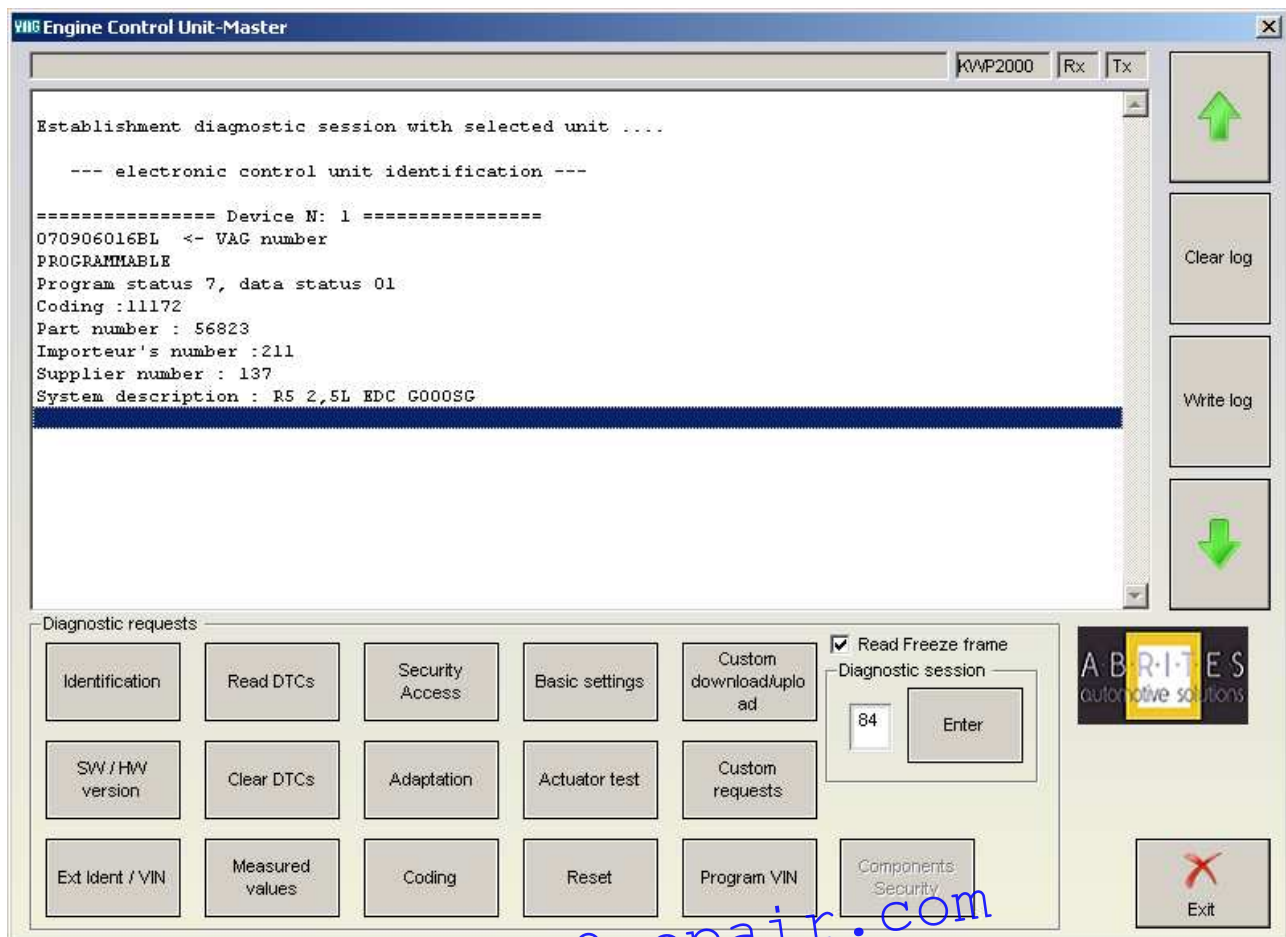 VAG Engine Control Unit-Master
KWP2000 Rx Tx
Establishment diagnostic session with selected unit ....
--- electronic control unit identification ---
================ Device N: 1 ================
070906016BL <- VAG number
PROGRAMMABLE
Program status 7, data status 01
Coding :11172
Part number : 56823
Importeur's number :211
Supplier number : 137
System description : R5 2,5L EDC G000SG
Clear log
Write log
Diagnostic requests
Identification
Read DTCs
Security
Access
Basic settings
Custom
download/uplo
ad
Read Freeze frame
Diagnostic session
84
Enter
SW / HW
version
Clear DTCs
Adaptation
Actuator test
Custom
requests
Ext Ident / VIN
Measured
values
Coding
Reset
Program VIN
Components
Security
ABRITES
automotive solutions
Exit
.com